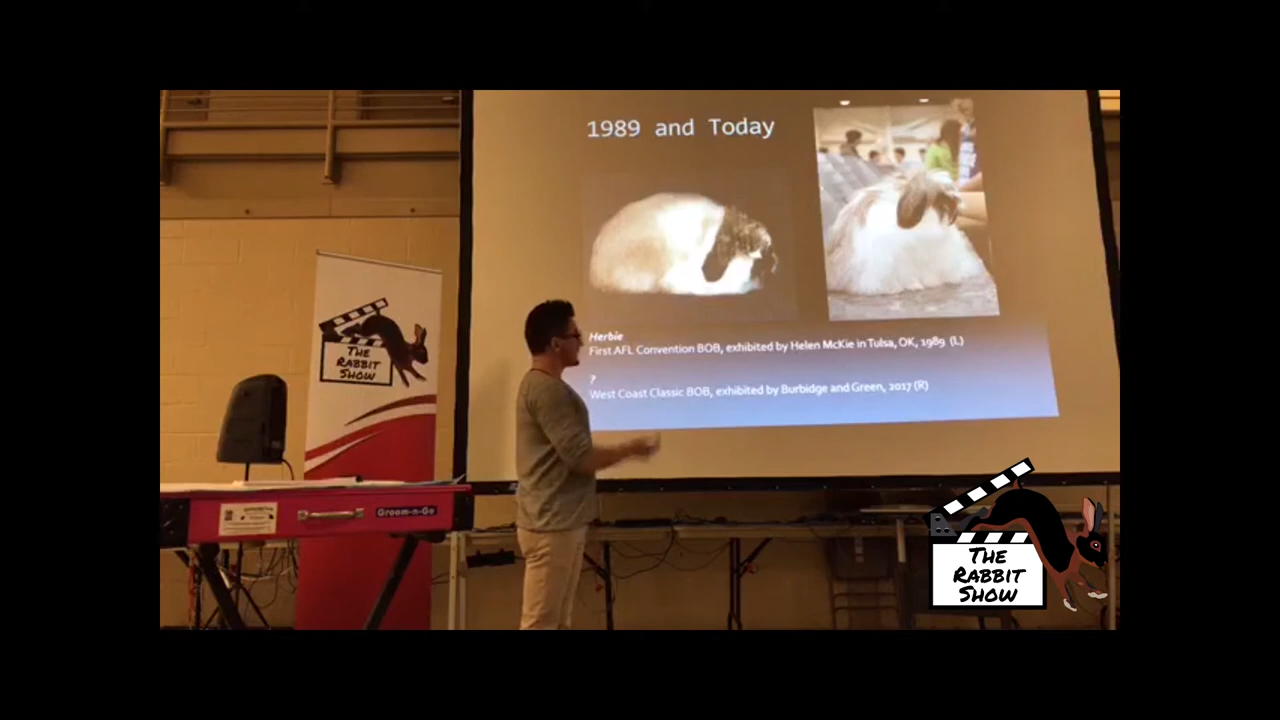 1989 and Today
Herbie
First AFL Convention BOB, exhibited by Helen McKie in Tulsa, OK, 1989 (L)
?
West Coast Classic BOB, exhibited by Burbidge and Green, 2017 (R)
THE
RABBIT
SHOW
Groom-n-Go
THE
RABBIT
SHOW